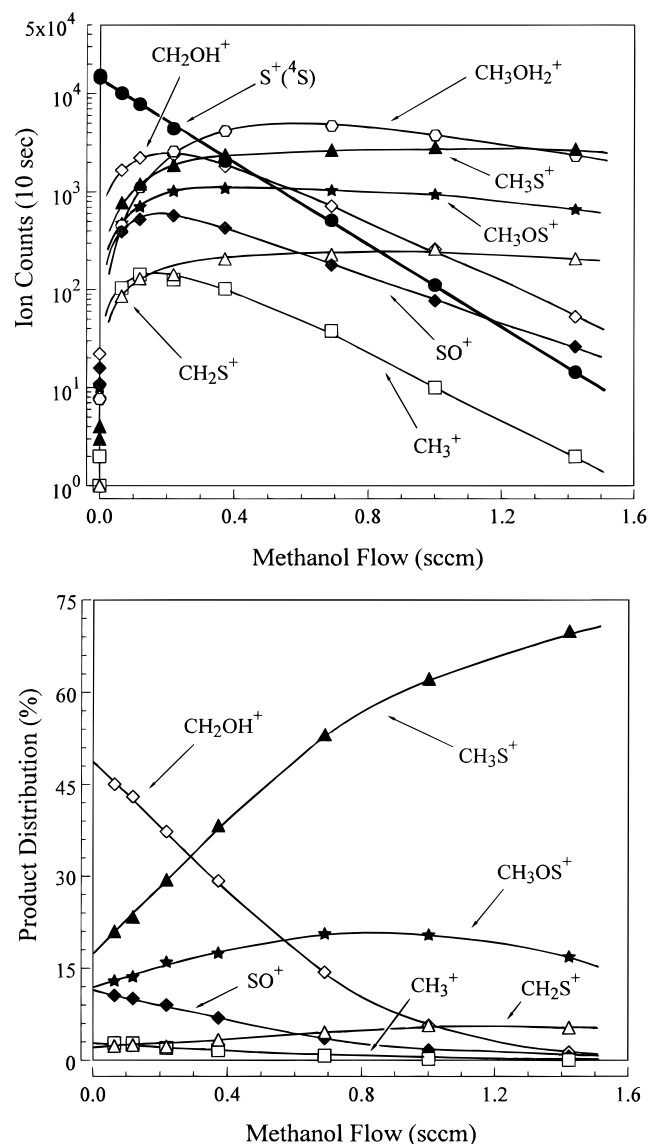 5x10⁴
CH₂OH⁺
S⁺(⁴S)
CH₃OH₂⁺
10⁴
CH₃S⁺
10³
CH₃OS⁺
Ion Counts (10 sec)
10²
SO⁺
CH₂S⁺
CH₃⁺
10¹
10⁰
0.0 0.4 0.8 1.2 1.6
Methanol Flow (sccm)
75
60
CH₂OH⁺
CH₃S⁺
45
Product Distribution (%)
30
CH₃OS⁺
15
SO⁺
CH₃⁺
CH₂S⁺
0
0.0 0.4 0.8 1.2 1.6
Methanol Flow (sccm)